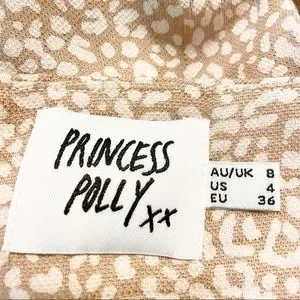 PRINCESS
POLLY xx
AU/UK 8
US 4
EU 36